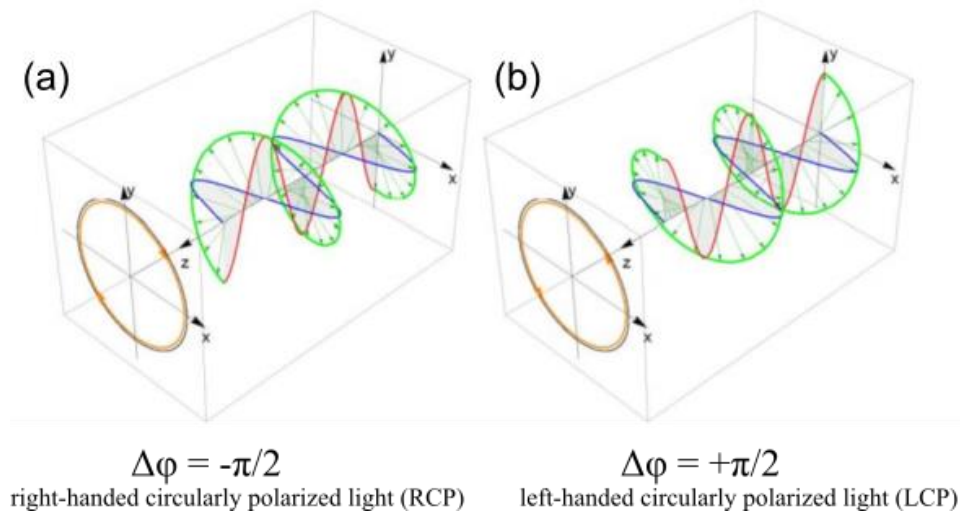 (a)
y
x
y
z
x
Δφ = -π/2
right-handed circularly polarized light (RCP)
(b)
y
x
y
z
x
Δφ = +π/2
left-handed circularly polarized light (LCP)